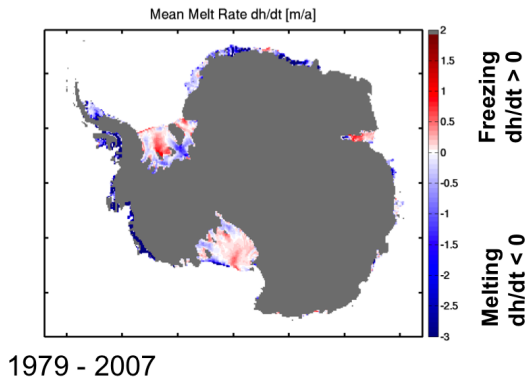 Mean Melt Rate dh/dt [m/a]
2
1.5
1
0.5
0
-0.5
-1
-1.5
-2
-2.5
-3
Freezing
dh/dt > 0
Melting
dh/dt < 0
1979 - 2007